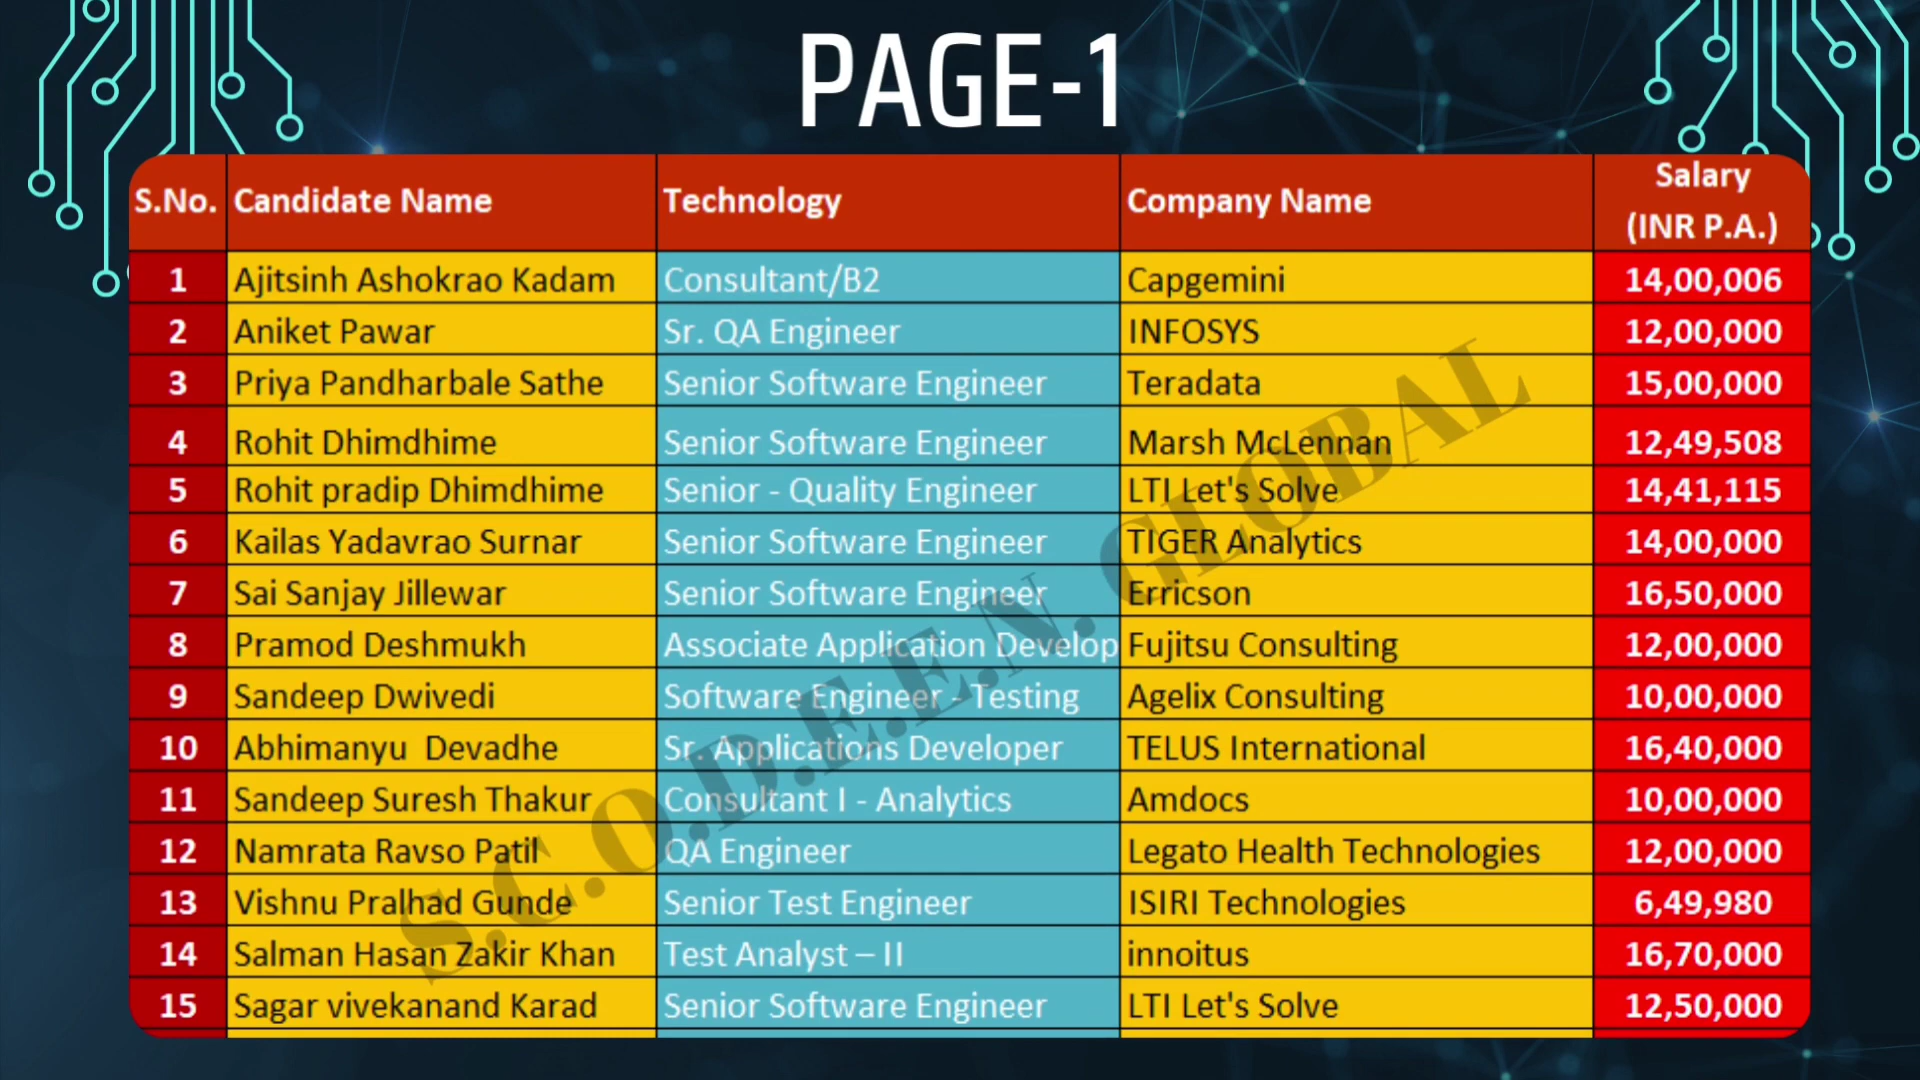 PAGE-1
S.No. Candidate Name Technology Company Name Salary (INR P.A.)
1 Ajitsinh Ashokrao Kadam Consultant/B2 Capgemini 14,00,006
2 Aniket Pawar Sr. QA Engineer INFOSYS 12,00,000
3 Priya Pandharbale Sathe Senior Software Engineer Teradata 15,00,000
4 Rohit Dhimdhime Senior Software Engineer Marsh McLennan 12,49,508
5 Rohit pradip Dhimdhime Senior - Quality Engineer LTI Let's Solve 14,41,115
6 Kailas Yadavrao Surnar Senior Software Engineer TIGER Analytics 14,00,000
7 Sai Sanjay Jillewar Senior Software Engineer Erricson 16,50,000
8 Pramod Deshmukh Associate Application Develop Fujitsu Consulting 12,00,000
9 Sandeep Dwivedi Software Engineer - Testing Agelix Consulting 10,00,000
10 Abhimanyu  Devadhe Sr. Applications Developer TELUS International 16,40,000
11 Sandeep Suresh Thakur Consultant I - Analytics Amdocs 10,00,000
12 Namrata Ravso Patil QA Engineer Legato Health Technologies 12,00,000
13 Vishnu Pralhad Gunde Senior Test Engineer ISIRI Technologies 6,49,980
14 Salman Hasan Zakir Khan Test Analyst – II innoitus 16,70,000
15 Sagar vivekanand Karad Senior Software Engineer LTI Let's Solve 12,50,000
S.C.O.D.E.E.N. GLOBAL